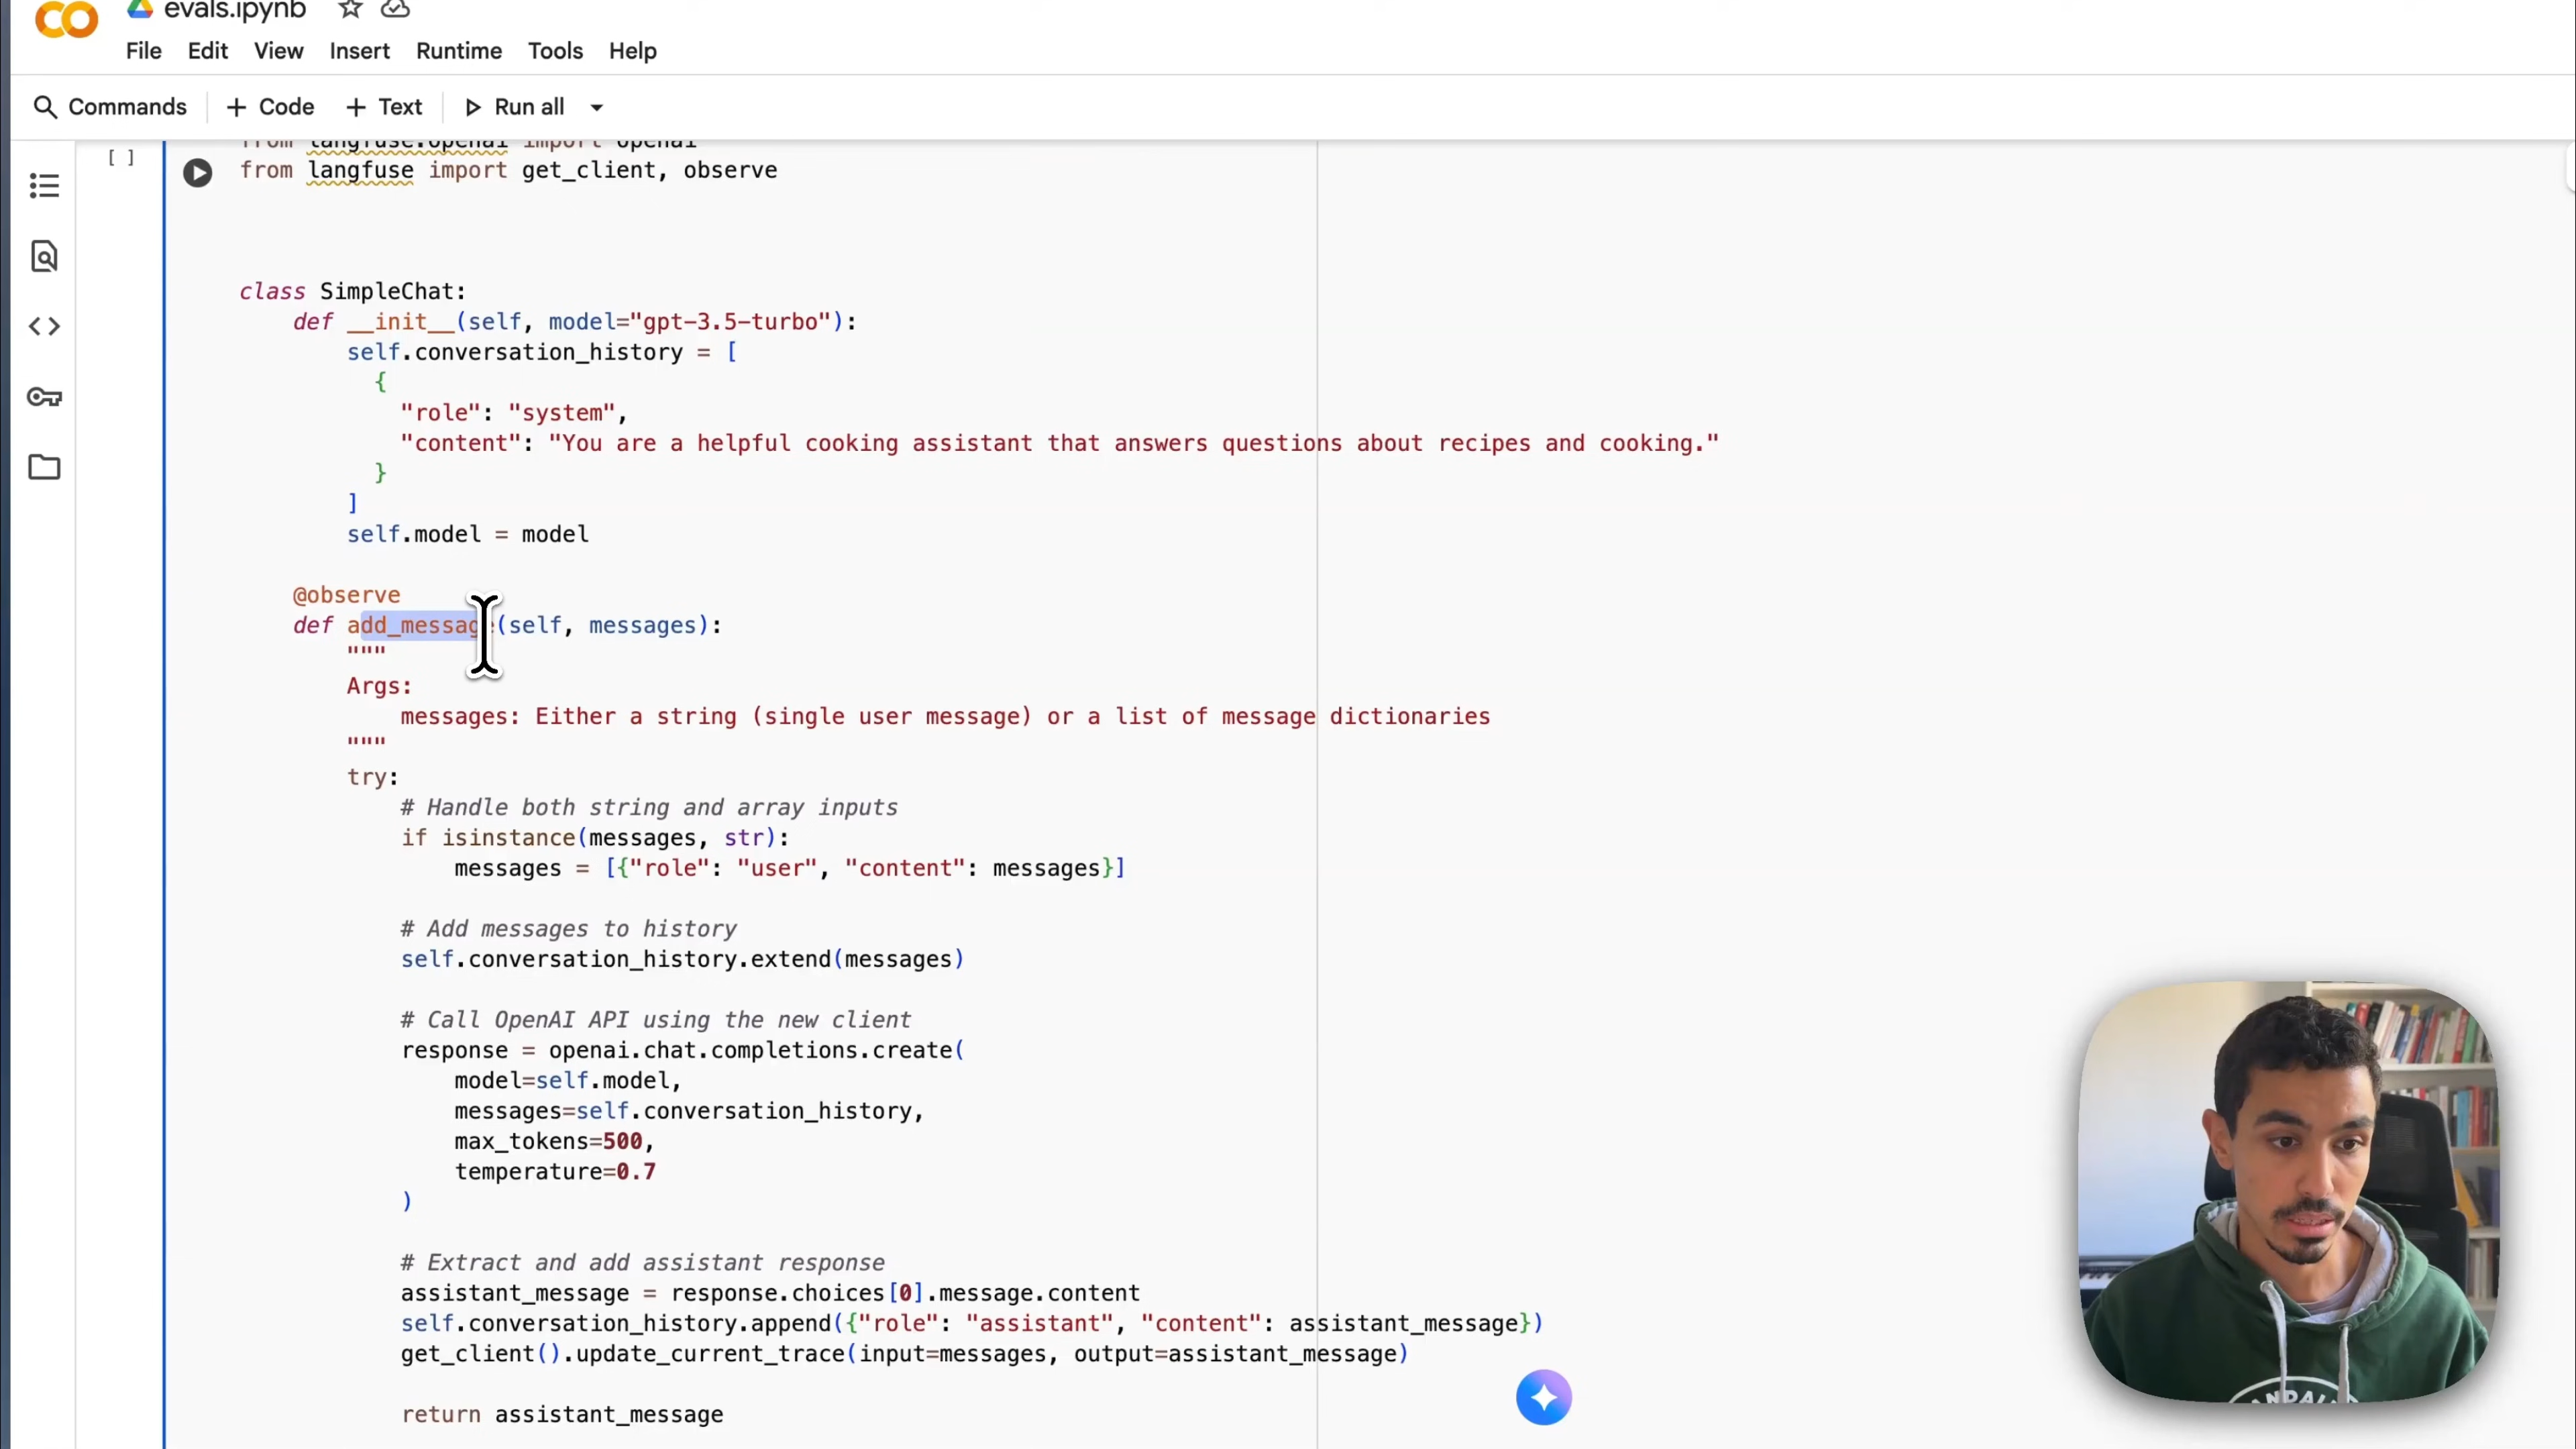 evals.ipynb
File Edit View Insert Runtime Tools Help
Commands + Code + Text Run all
[ ]
from langfuse.openai import openai
from langfuse import get_client, observe
class SimpleChat:
def __init__(self, model="gpt-3.5-turbo"):
self.conversation_history = [
{
"role": "system",
"content": "You are a helpful cooking assistant that answers questions about recipes and cooking."
}
]
self.model = model
@observe
def add_message(self, messages):
"""
Args:
messages: Either a string (single user message) or a list of message dictionaries
"""
try:
# Handle both string and array inputs
if isinstance(messages, str):
messages = [{"role": "user", "content": messages}]
# Add messages to history
self.conversation_history.extend(messages)
# Call OpenAI API using the new client
response = openai.chat.completions.create(
model=self.model,
messages=self.conversation_history,
max_tokens=500,
temperature=0.7
)
# Extract and add assistant response
assistant_message = response.choices[0].message.content
self.conversation_history.append({"role": "assistant", "content": assistant_message})
get_client().update_current_trace(input=messages, output=assistant_message)
return assistant_message